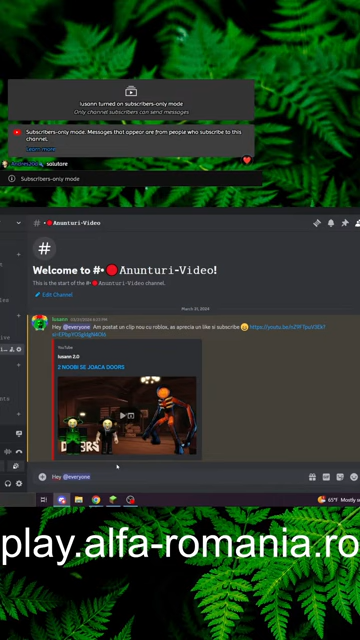 Iusann turned on subscribers-only mode
Only channel subscribers can send messages
Subscribers-only mode. Messages that appear are from people who subscribe to this
channel.
Learn more
salutare
Subscribers-only mode
Anunturi-Video
Welcome to #•🔴Anunturi-Video!
This is the start of the #•🔴Anunturi-Video channel.
Edit Channel
March 31, 2024
Iusann
Hey @everyone Am postat un clip nou cu roblox, as aprecia un like si subscribe
YouTube
Iusann 2.0
2 NOOBI SE JOACA DOORS
DOORS
Hey @everyone
65°F Mostly
play.alfa-romania.ro